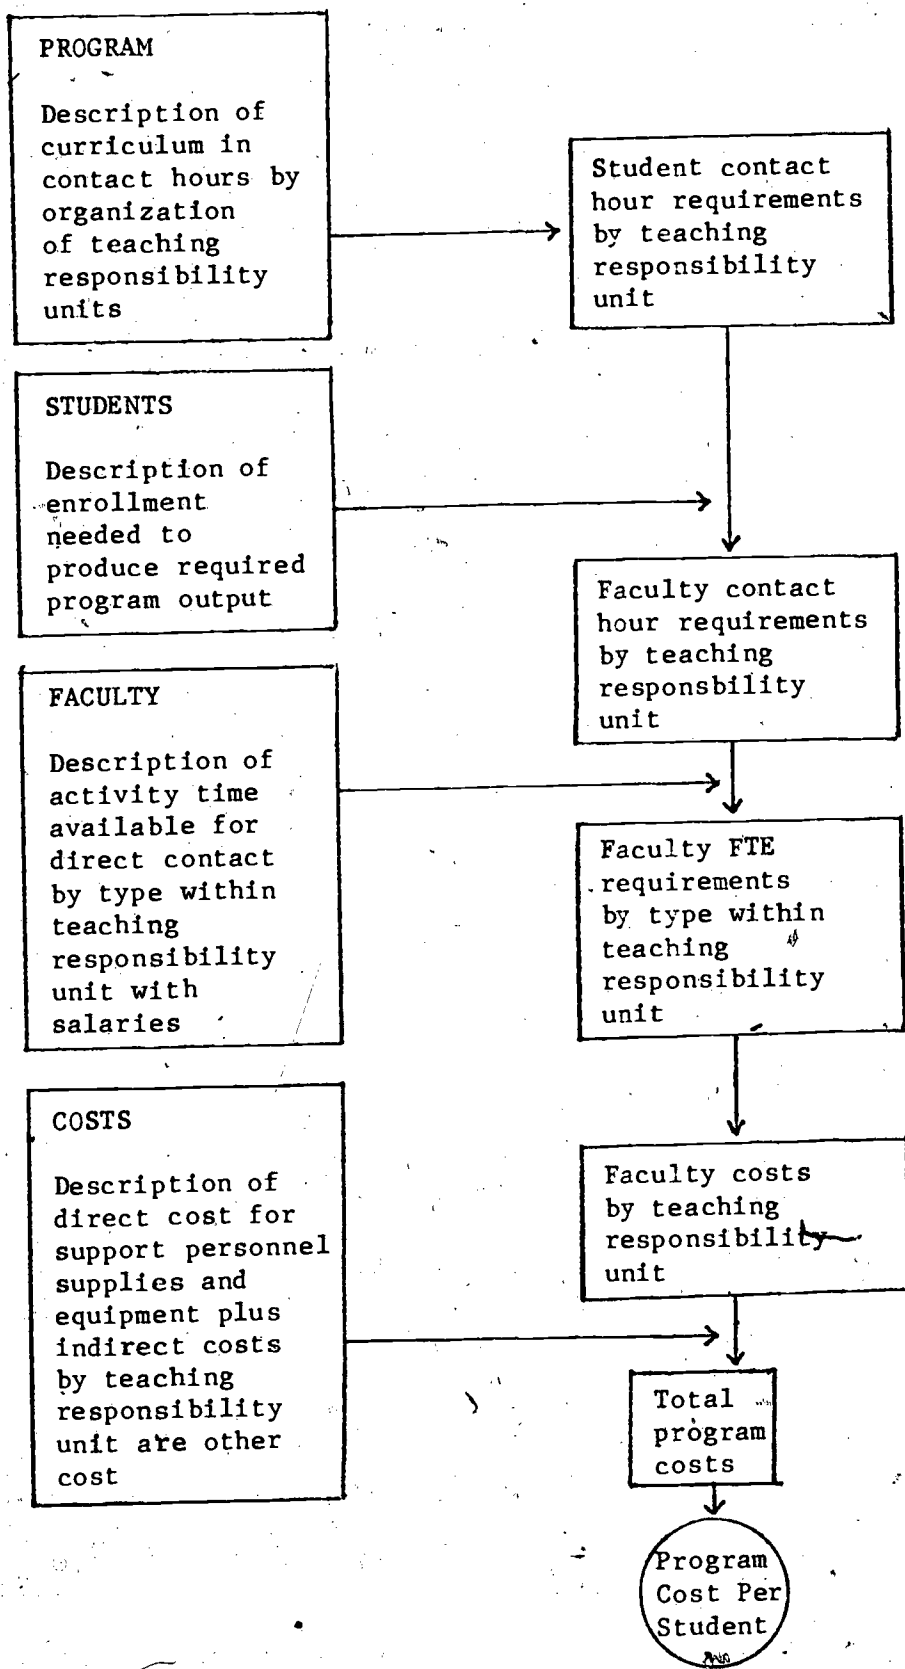 PROGRAM
Description of
curriculum in
contact hours by
organization
of teaching
responsibility
units
Student contact
hour requirements
by teaching
responsibility
unit
STUDENTS
Description of
enrollment
needed to
produce required
program output
Faculty contact
hour requirements
by teaching
responsbility
unit
FACULTY
Description of
activity time
available for
direct contact
by type within
teaching
responsibility
unit with
salaries
Faculty FTE
requirements
by type within
teaching
responsibility
unit
COSTS
Description of
direct cost for
support personnel
supplies and
equipment plus
indirect costs
by teaching
responsibility
unit are other
cost
Faculty costs
by teaching
responsibility
unit
Total
program
costs
Program
Cost Per
Student